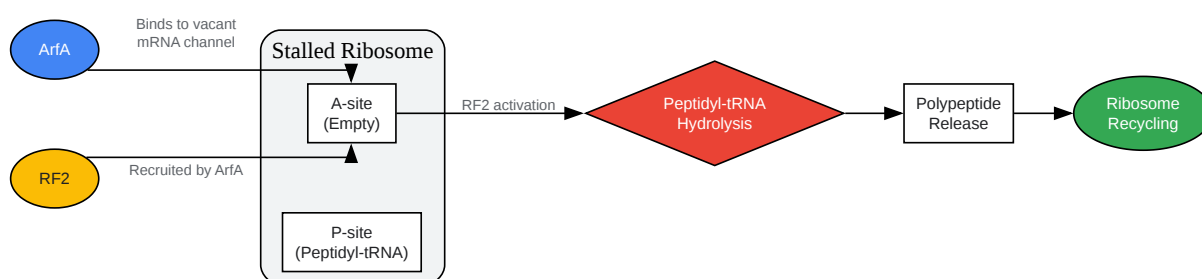 ArfA
Binds to vacant
mRNA channel
Stalled Ribosome
A-site
(Empty)
RF2 activation
Peptidyl-tRNA
Hydrolysis
Polypeptide
Release
Ribosome
Recycling
RF2
Recruited by ArfA
P-site
(Peptidyl-tRNA)